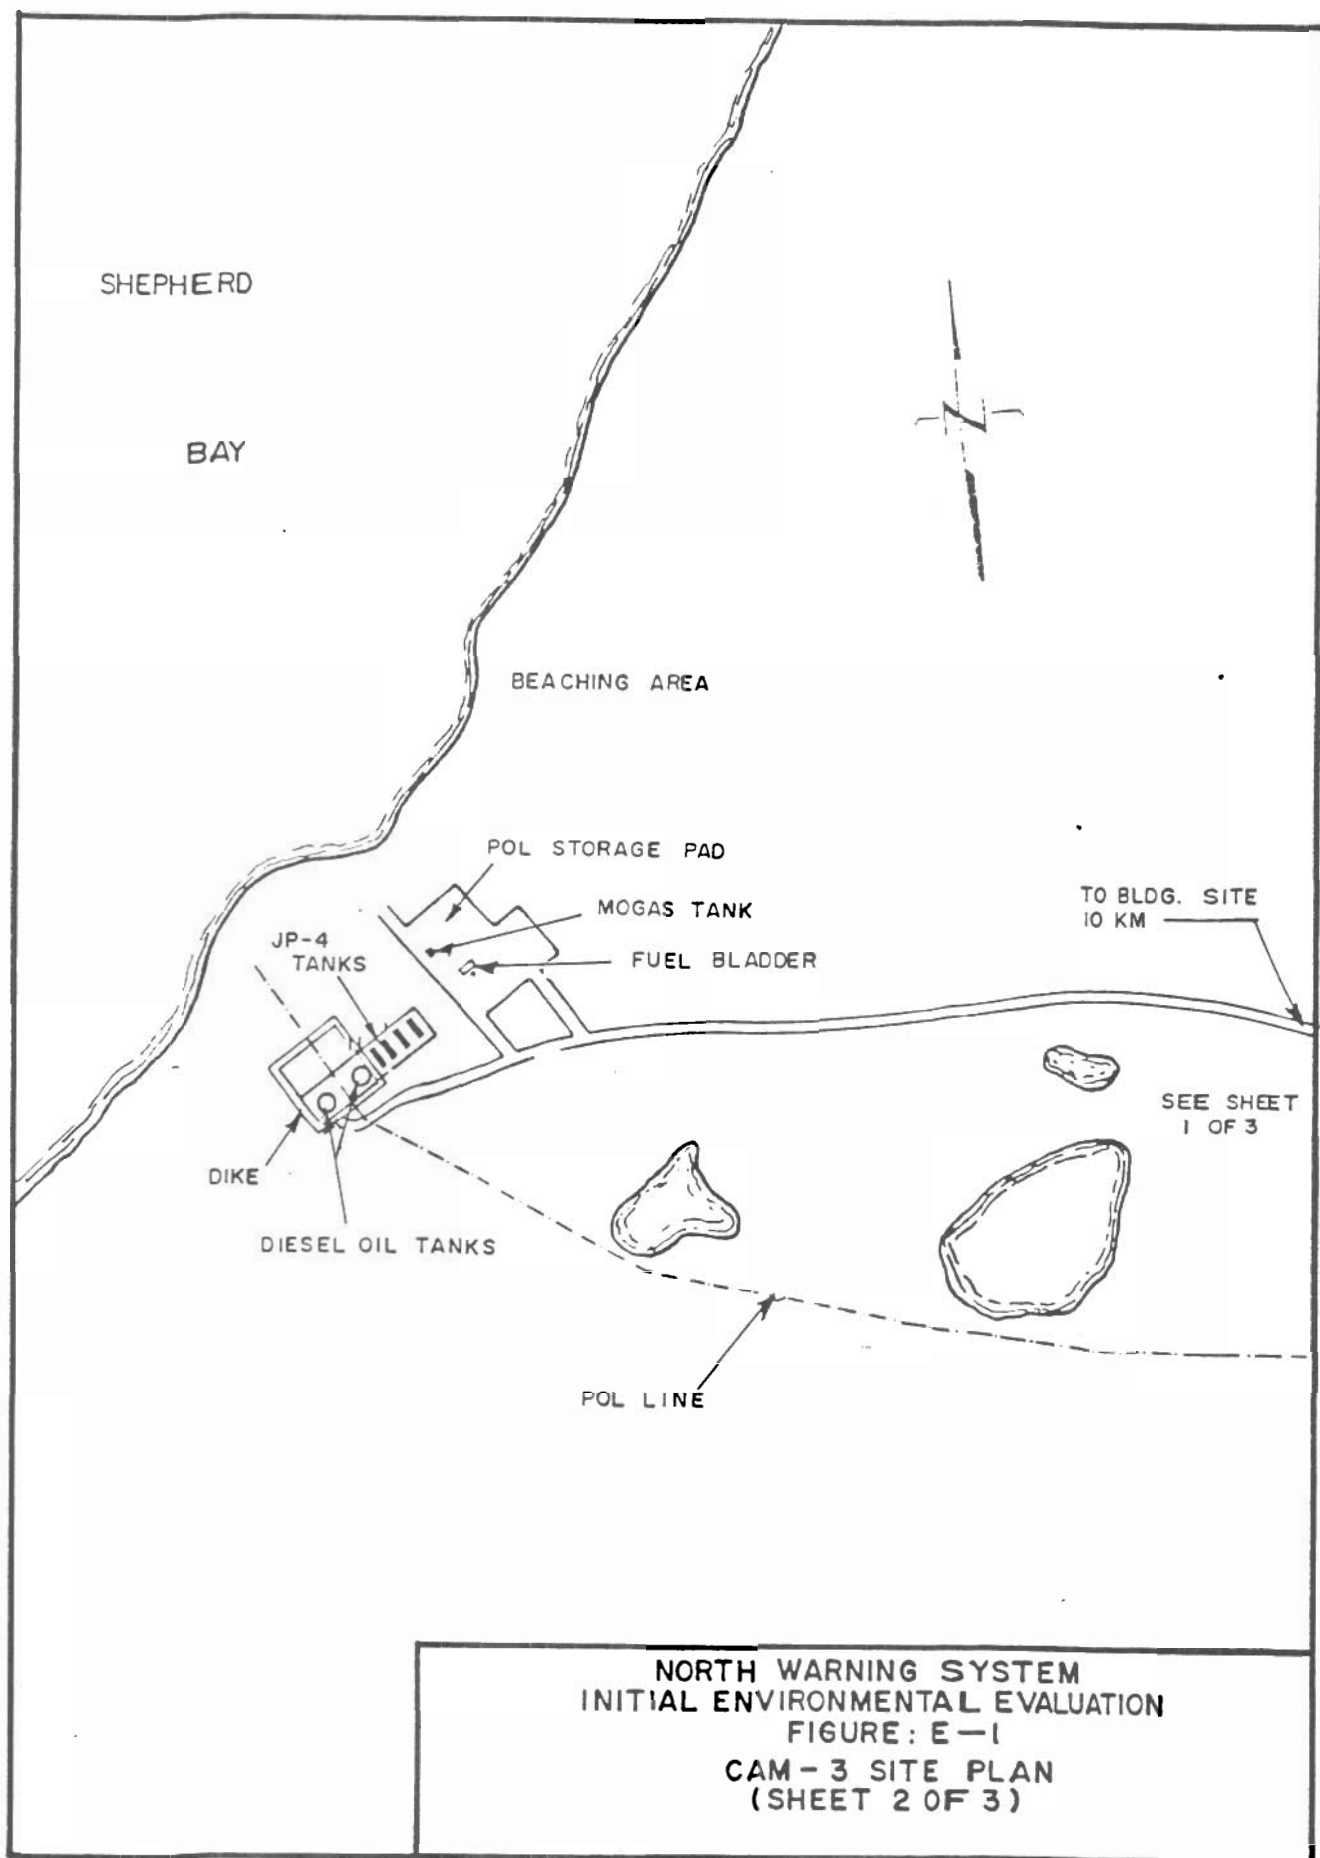 SHEPHERD
BAY
N
BEACHING AREA
POL STORAGE PAD
MOGAS TANK
FUEL BLADDER
JP-4
TANKS
TO BLDG. SITE
10 KM
SEE SHEET
1 OF 3
DIKE
DIESEL OIL TANKS
POL LINE
NORTH WARNING SYSTEM
INITIAL ENVIRONMENTAL EVALUATION
FIGURE: E-1
CAM-3 SITE PLAN
(SHEET 2 OF 3)